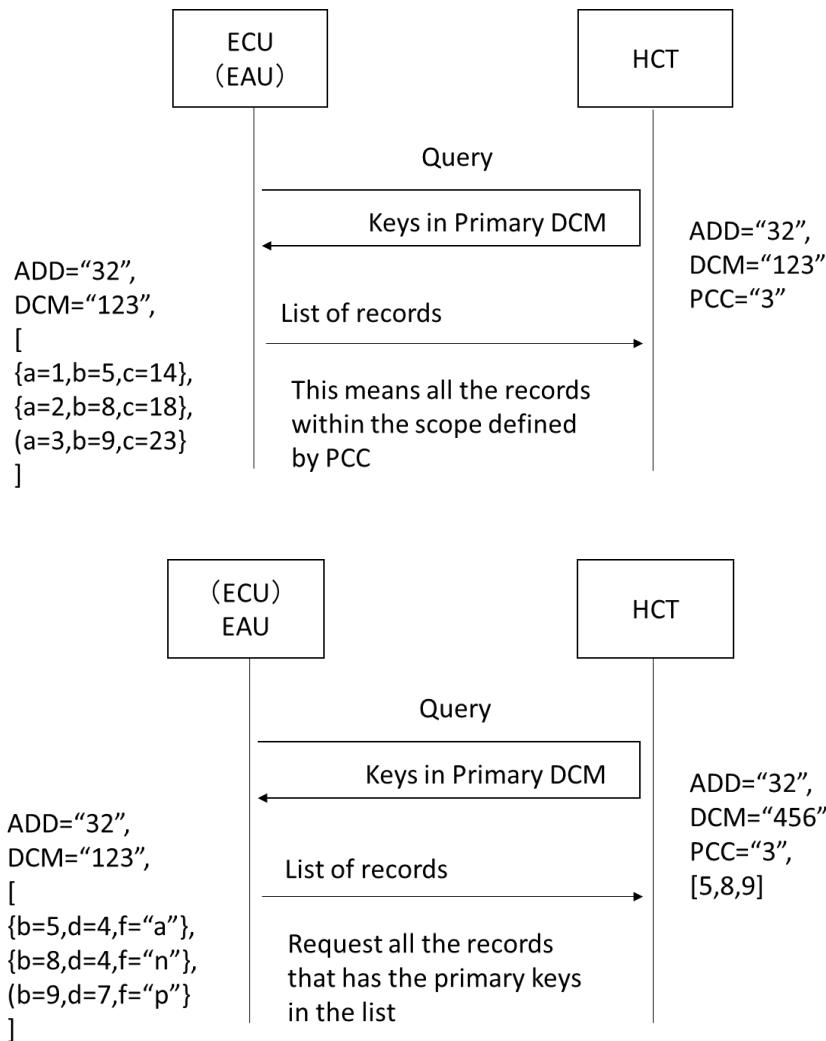 ECU
（EAU）
HCT
Query
Keys in Primary DCM
ADD=“32”,
DCM=“123”
PCC=“3”
ADD=“32”,
DCM=“123”,
[
{a=1,b=5,c=14},
{a=2,b=8,c=18},
(a=3,b=9,c=23}
]
List of records
This means all the records
within the scope defined
by PCC
（ECU）
EAU
HCT
Query
Keys in Primary DCM
ADD=“32”,
DCM=“456”
PCC=“3”,
[5,8,9]
ADD=“32”,
DCM=“123”,
[
{b=5,d=4,f=“a”},
{b=8,d=4,f=“n”},
(b=9,d=7,f=“p”}
]
List of records
Request all the records
that has the primary keys
in the list